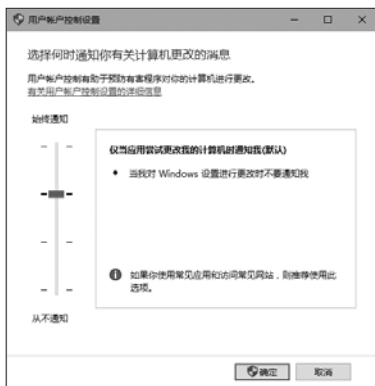 用户帐户控制设置
选择何时通知你有关计算机更改的消息
用户帐户控制有助于预防有害程序对你的计算机进行更改。
有关用户帐户控制设置的详细信息
始终通知
仅当应用尝试更改我的计算机时通知我(默认)
当我对 Windows 设置进行更改时不要通知我
如果你使用常见应用和访问常见网站，则推荐使用此
选项。
从不通知
确定
取消